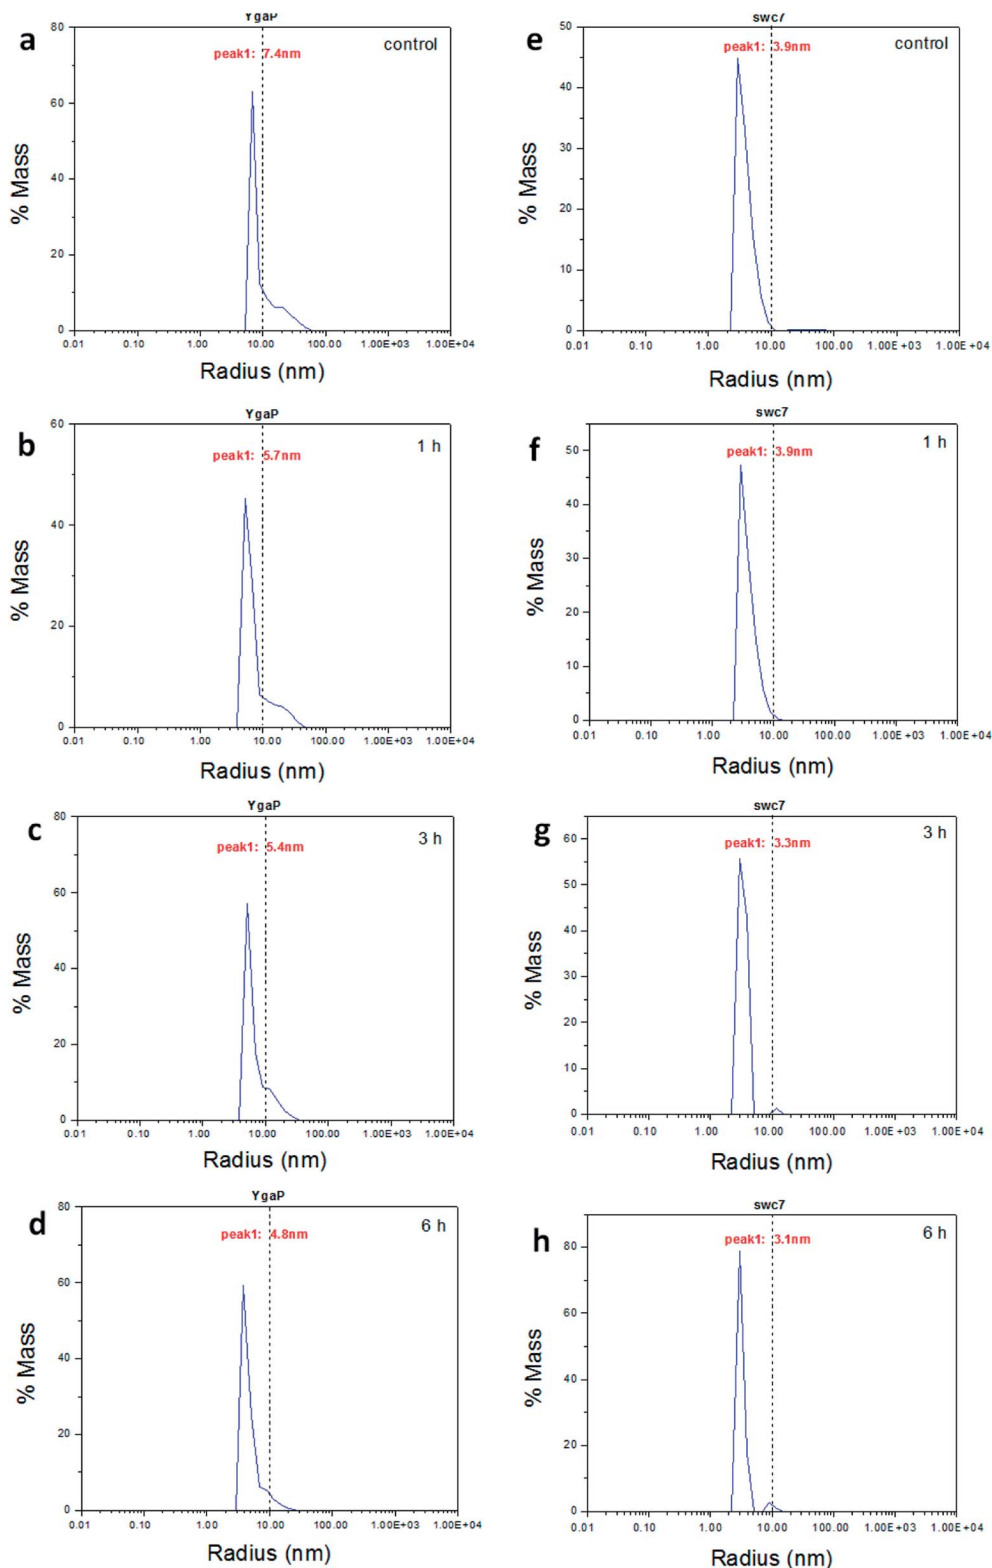 a
YgaP
control
peak1: 7.4nm
80
60
40
20
0
% Mass
0.01 0.10 1.00 10.00 100.00 1.00E+03 1.00E+04
Radius (nm)
e
swc7
control
peak1: 3.9nm
50
40
30
20
10
0
% Mass
0.01 0.10 1.00 10.00 100.00 1.00E+03 1.00E+04
Radius (nm)
b
YgaP
1 h
peak1: 5.7nm
60
40
20
0
% Mass
0.01 0.10 1.00 10.00 100.00 1.00E+03 1.00E+04
Radius (nm)
f
swc7
1 h
peak1: 3.9nm
50
40
30
20
10
0
% Mass
0.01 0.10 1.00 10.00 100.00 1.00E+03 1.00E+04
Radius (nm)
c
YgaP
3 h
peak1: 5.4nm
80
60
40
20
0
% Mass
0.01 0.10 1.00 10.00 100.00 1.00E+03 1.00E+04
Radius (nm)
g
swc7
3 h
peak1: 3.3nm
60
50
40
30
20
10
0
% Mass
0.01 0.10 1.00 10.00 100.00 1.00E+03 1.00E+04
Radius (nm)
d
YgaP
6 h
peak1: 4.8nm
80
60
40
20
0
% Mass
0.01 0.10 1.00 10.00 100.00 1.00E+03 1.00E+04
Radius (nm)
h
swc7
6 h
peak1: 3.1nm
80
60
40
20
0
% Mass
0.01 0.10 1.00 10.00 100.00 1.00E+03 1.00E+04
Radius (nm)